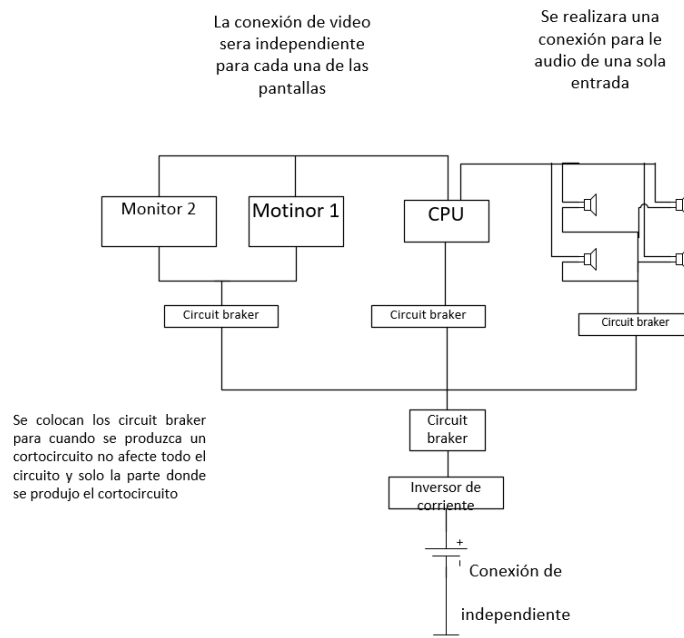 La conexión de video
sera independiente
para cada una de las
pantallas
Se realizara una
conexión para le
audio de una sola
entrada
Monitor 2
Motinor 1
CPU
Circuit braker
Circuit braker
Circuit braker
Se colocan los circuit braker
para cuando se produzca un
cortocircuito no afecte todo el
circuito y solo la parte donde
se produjo el cortocircuito
Circuit
braker
Inversor de
corriente
+
Conexión de
independiente